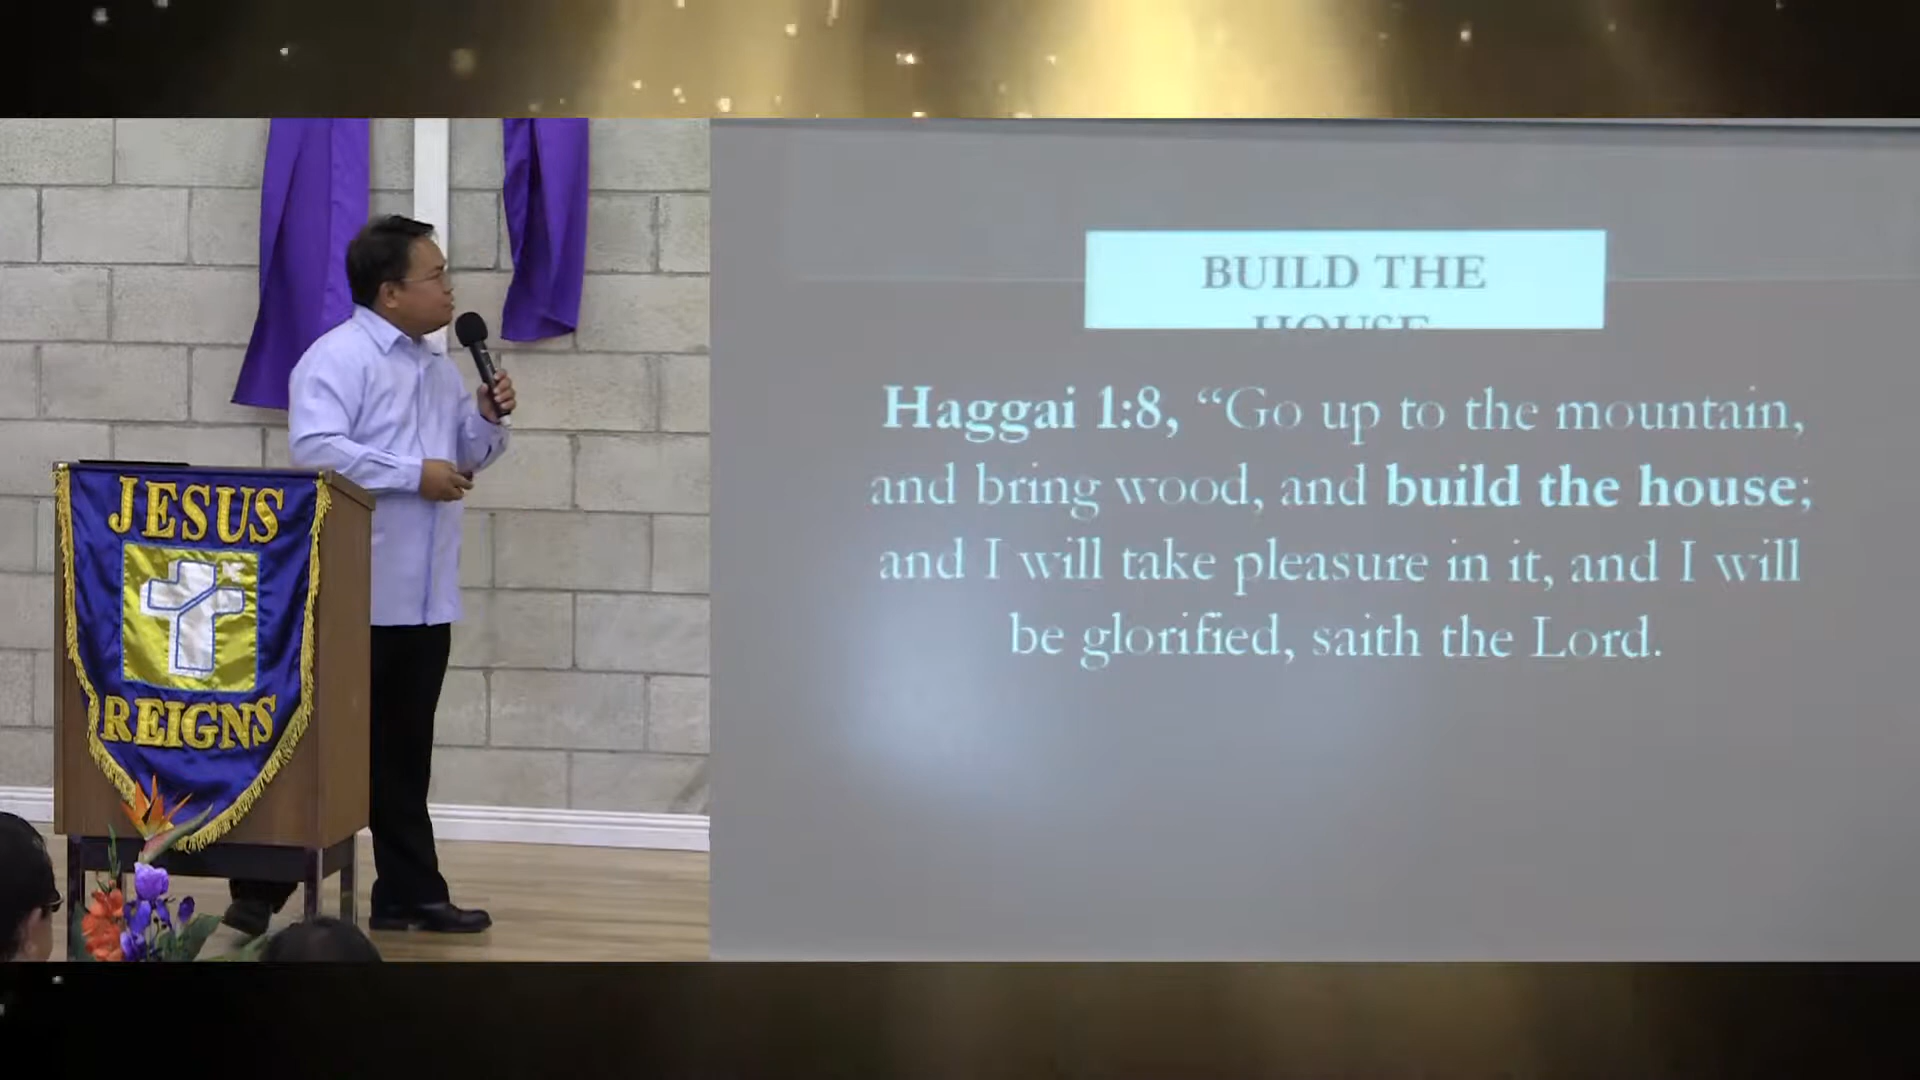 JESUS
REIGNS
BUILD THE
HOUSE
Haggai 1:8, “Go up to the mountain,
and bring wood, and build the house;
and I will take pleasure in it, and I will
be glorified, saith the Lord.